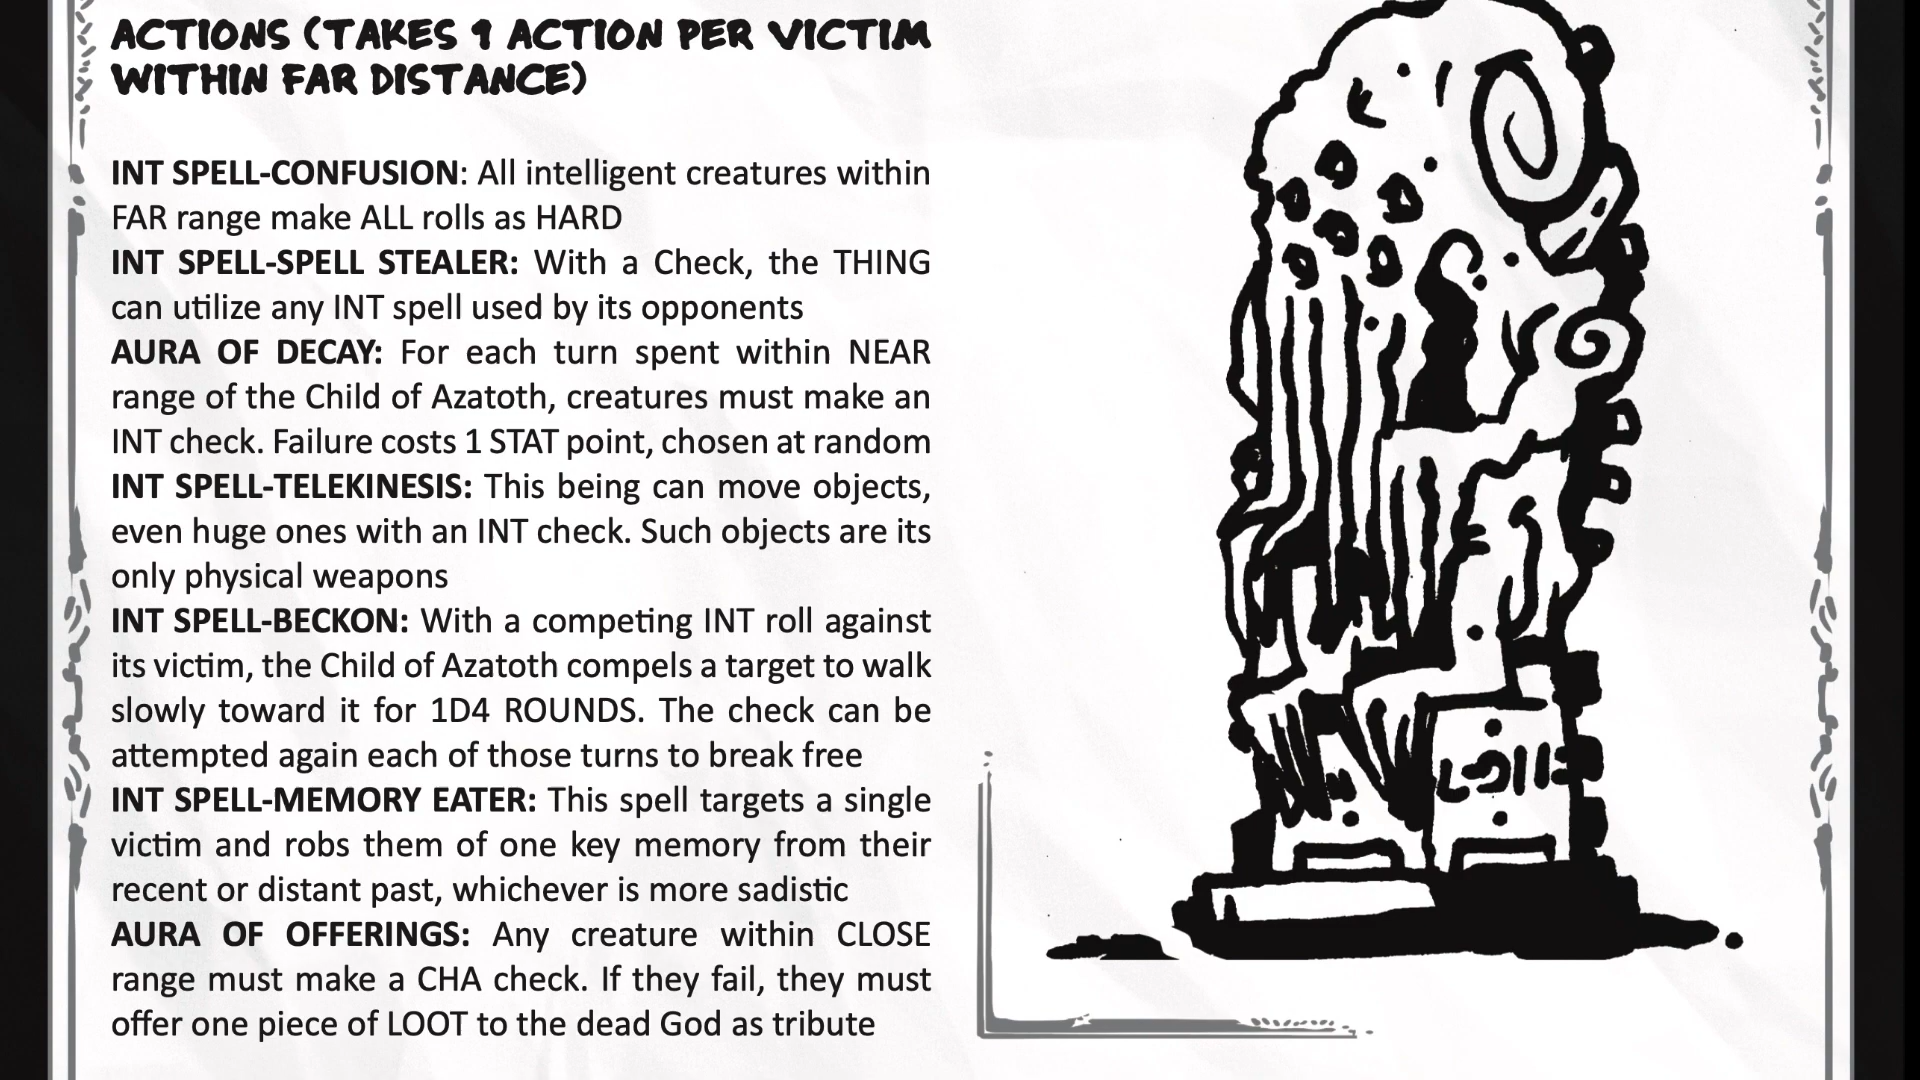 ACTIONS (TAKES 1 ACTION PER VICTIM
WITHIN FAR DISTANCE)
INT SPELL-CONFUSION: All intelligent creatures within
FAR range make ALL rolls as HARD
INT SPELL-SPELL STEALER: With a Check, the THING
can utilize any INT spell used by its opponents
AURA OF DECAY: For each turn spent within NEAR
range of the Child of Azatoth, creatures must make an
INT check. Failure costs 1 STAT point, chosen at random
INT SPELL-TELEKINESIS: This being can move objects,
even huge ones with an INT check. Such objects are its
only physical weapons
INT SPELL-BECKON: With a competing INT roll against
its victim, the Child of Azatoth compels a target to walk
slowly toward it for 1D4 ROUNDS. The check can be
attempted again each of those turns to break free
INT SPELL-MEMORY EATER: This spell targets a single
victim and robs them of one key memory from their
recent or distant past, whichever is more sadistic
AURA OF OFFERINGS: Any creature within CLOSE
range must make a CHA check. If they fail, they must
offer one piece of LOOT to the dead God as tribute